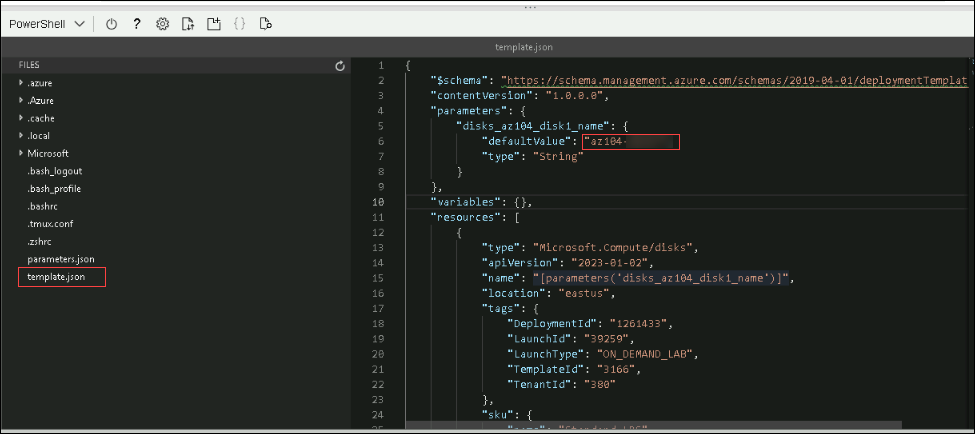 PowerShell
template.json
FILES
.azure
.Azure
.cache
.local
Microsoft
.bash_logout
.bash_profile
.bashrc
.tmux.conf
.zshrc
parameters.json
template.json
1 {
2 "$schema": "https://schema.management.azure.com/schemas/2019-04-01/deploymentTemplat
3 "contentVersion": "1.0.0.0",
4 "parameters": {
5 "disks_az104_disk1_name": {
6 "defaultValue": "az104-
7 "type": "String"
8 }
9 },
10 "variables": {},
11 "resources": [
12 {
13 "type": "Microsoft.Compute/disks",
14 "apiVersion": "2023-01-02",
15 "name": "[parameters('disks_az104_disk1_name')]",
16 "location": "eastus",
17 "tags": {
18 "DeploymentId": "1261433",
19 "LaunchId": "39259",
20 "LaunchType": "ON_DEMAND_LAB",
21 "TemplateId": "3166",
22 "TenantId": "380"
23 },
24 "sku": {